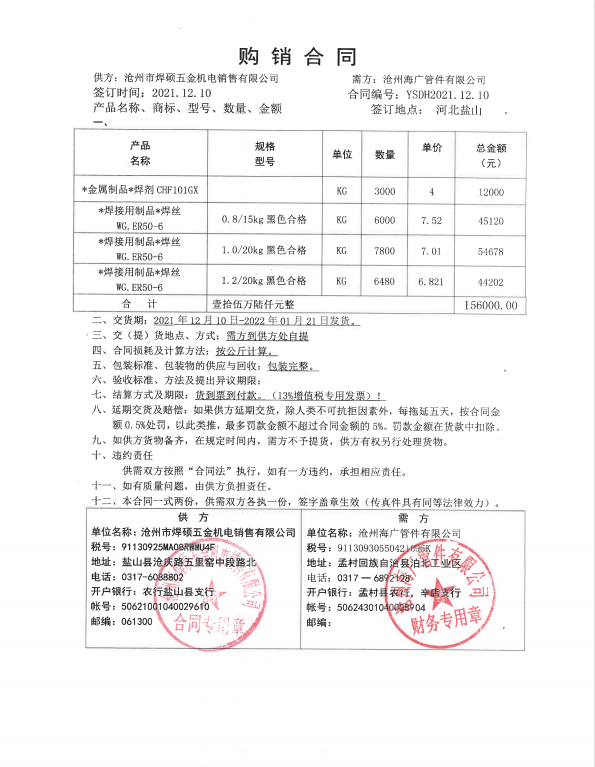 购 销 合 同
供方：沧州市焊硕五金机电销售有限公司 需方：沧州海广管件有限公司
签订时间：2021.12.10 合同编号：YSDH2021.12.10
产品名称、商标、型号、数量、金额 签订地点： 河北盐山
一、
产品名称 规格型号 单位 数量 单价 总金额（元）
*金属制品*焊剂 CHF101GX KG 3000 4 12000
*焊接用制品*焊丝 WG.ER50-6 0.8/15kg 黑色合格 KG 6000 7.52 45120
*焊接用制品*焊丝 WG.ER50-6 1.0/20kg 黑色合格 KG 7800 7.01 54678
*焊接用制品*焊丝 WG.ER50-6 1.2/20kg 黑色合格 KG 6480 6.821 44202
合 计 壹拾伍万陆仟元整 156000.00
二、交货期：2021 年 12 月 10 日-2022 年 01 月 21 日发货。
三、交（提）货地点、方式：需方到供方处自提
四、合同损耗及计算方法：按公斤计算。
五、包装标准、包装物的供应与回收：包装完整。
六、验收标准、方法及提出异议期限：
七、结算方式及期限：货到票到付款。（13%增值税专用发票）！
八、延期交货及赔偿：如果供方延期交货，除人类不可抗拒因素外，每拖延五天，按合同金
额 0.5%处罚，以此类推，最多罚款金额不超过合同金额的 5%。罚款金额在货款中扣除。
九、如供方货物备齐，在规定时间内，需方不予提货，供方有权另行处理货物。
十、违约责任
供需双方按照“合同法”执行，如有一方违约，承担相应责任。
十一、如有质量问题，由供方负责责任。
十二、本合同一式两份，供需双方各执一份，签字盖章生效（传真件具有同等法律效力）。
供 方
单位名称：沧州市焊硕五金机电销售有限公司
税号：91130925MA08RWMU4F
地址：盐山县沧庆路五里窑中段路北
电话：0317-6088802
开户银行：农行盐山县支行
帐号：50621001040029610
邮编：061300
合同专用章
需 方
单位名称：沧州海广管件有限公司
税号：
地址：孟村回族自治县泊北工业区
电话：0317 — 6892128
开户银行：孟村县农行，辛店支行
帐号：50624301040008904
邮编：
财务专用章